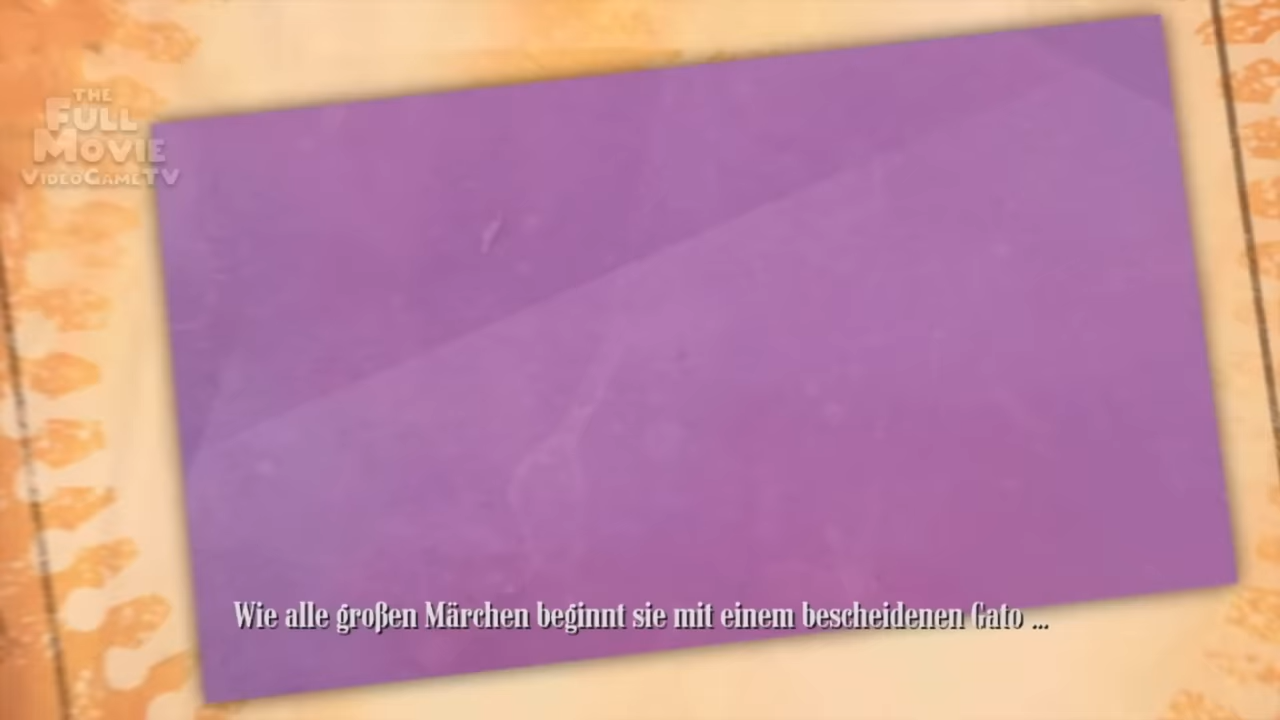 THE
FULL
MOVIE
VIDEOGAMETV
Wie alle großen Märchen beginnt sie mit einem bescheidenen Gato ...